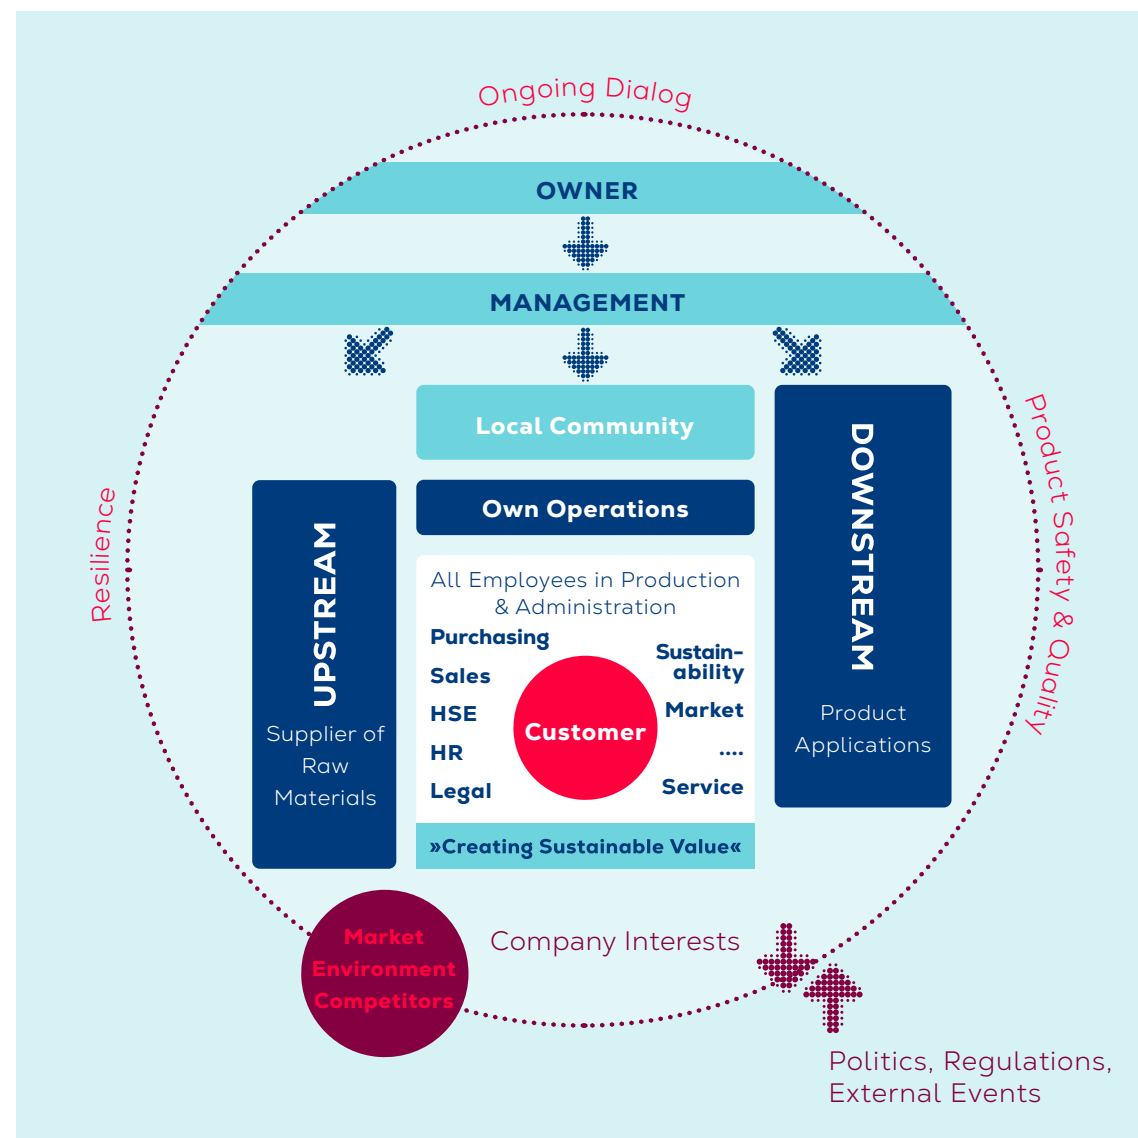 Ongoing Dialog
OWNER
MANAGEMENT
Local Community
Own Operations
Resilience
UPSTREAM
Supplier of
Raw
Materials
All Employees in Production
& Administration
Purchasing
Sales
HSE
HR
Legal
Customer
Sustain-
ability
Market
....
Service
»Creating Sustainable Value«
DOWNSTREAM
Product
Applications
Product Safety & Quality
Market
Environment
Competitors
Company Interests
Politics, Regulations,
External Events